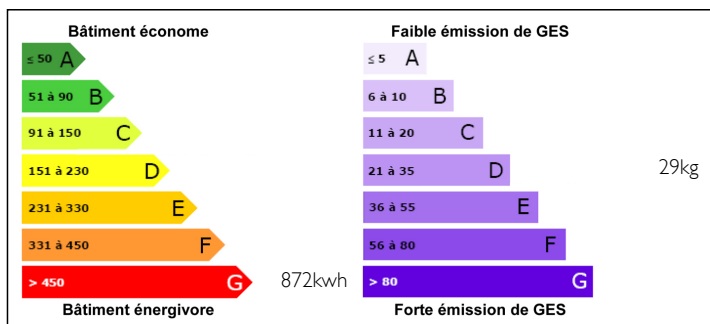 Bâtiment économe
≤ 50 A
51 à 90 B
91 à 150 C
151 à 230 D
231 à 330 E
331 à 450 F
> 450 G
872kwh
Bâtiment énergivore
Faible émission de GES
≤ 5 A
6 à 10 B
11 à 20 C
21 à 35 D
29kg
36 à 55 E
56 à 80 F
> 80 G
Forte émission de GES